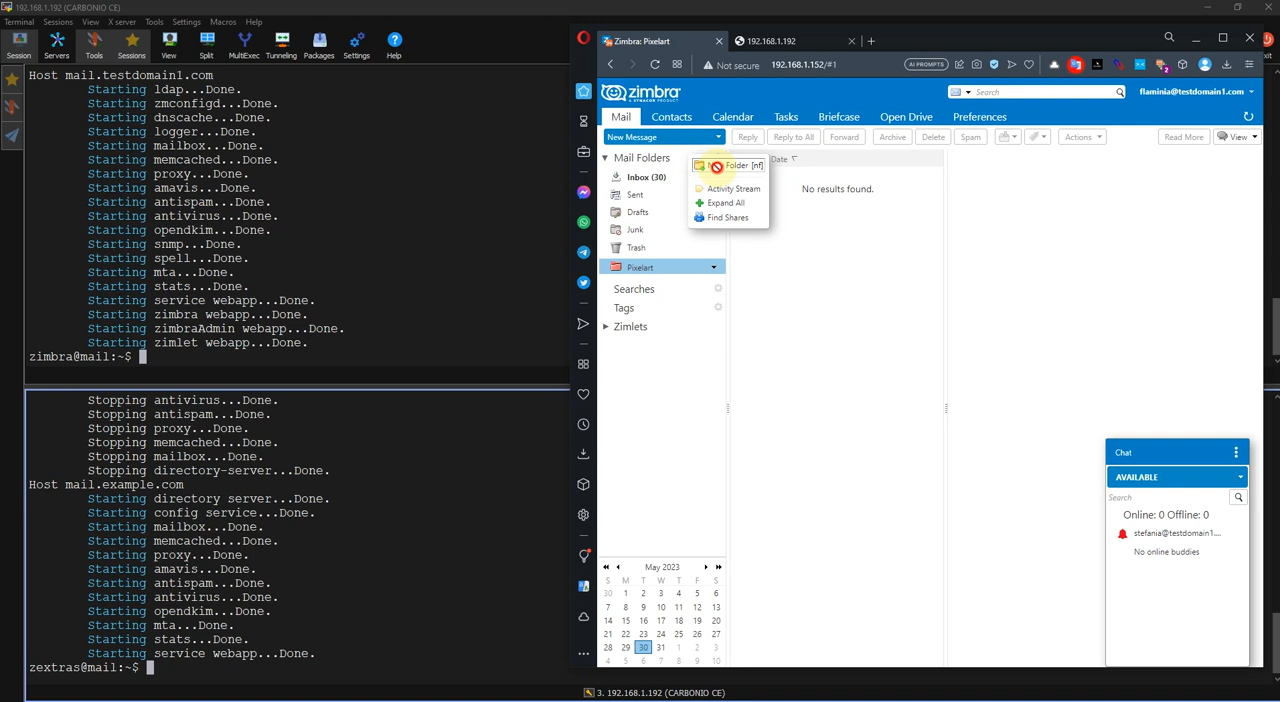 192.168.1.192 (CARBONIO CE)
Terminal Sessions View X server Tools Settings Macros Help
Session Servers Tools Sessions View Split MultiExec Tunneling Packages Settings Help
Host mail.testdomain1.com
Starting ldap...Done.
Starting zmconfigd...Done.
Starting dnscache...Done.
Starting logger...Done.
Starting mailbox...Done.
Starting memcached...Done.
Starting proxy...Done.
Starting amavis...Done.
Starting antispam...Done.
Starting antivirus...Done.
Starting opendkim...Done.
Starting snmp...Done.
Starting spell...Done.
Starting mta...Done.
Starting stats...Done.
Starting service webapp...Done.
Starting zimbra webapp...Done.
Starting zimbraAdmin webapp...Done.
Starting zimlet webapp...Done.
zimbra@mail:~$
Stopping antivirus...Done.
Stopping antispam...Done.
Stopping proxy...Done.
Stopping memcached...Done.
Stopping mailbox...Done.
Stopping directory-server...Done.
Host mail.example.com
Starting directory server...Done.
Starting config service...Done.
Starting mailbox...Done.
Starting memcached...Done.
Starting proxy...Done.
Starting amavis...Done.
Starting antispam...Done.
Starting antivirus...Done.
Starting opendkim...Done.
Starting mta...Done.
Starting stats...Done.
Starting service webapp...Done.
zextras@mail:~$
3. 192.168.1.192 (CARBONIO CE)
Zimbra: Pixelart
192.168.1.192
Not secure 192.168.1.152/#1
AI PROMPTS
2
zimbra
A SYNACOR PRODUCT
Search
flaminia@testdomain1.com
Mail Contacts Calendar Tasks Briefcase Open Drive Preferences
New Message Reply Reply to All Forward Archive Delete Spam Actions Read More View
Mail Folders
Inbox (30)
Sent
Drafts
Junk
Trash
Pixelart
Searches
Tags
Zimlets
Folder [nf]
Activity Stream
Expand All
Find Shares
Date
No results found.
May 2023
S M T W T F S
30 1 2 3 4 5 6
7 8 9 10 11 12 13
14 15 16 17 18 19 20
21 22 23 24 25 26 27
28 29 30 31 1 2 3
4 5 6 7 8 9 10
Chat
AVAILABLE
Search
Online: 0 Offline: 0
stefania@testdomain1....
No online buddies